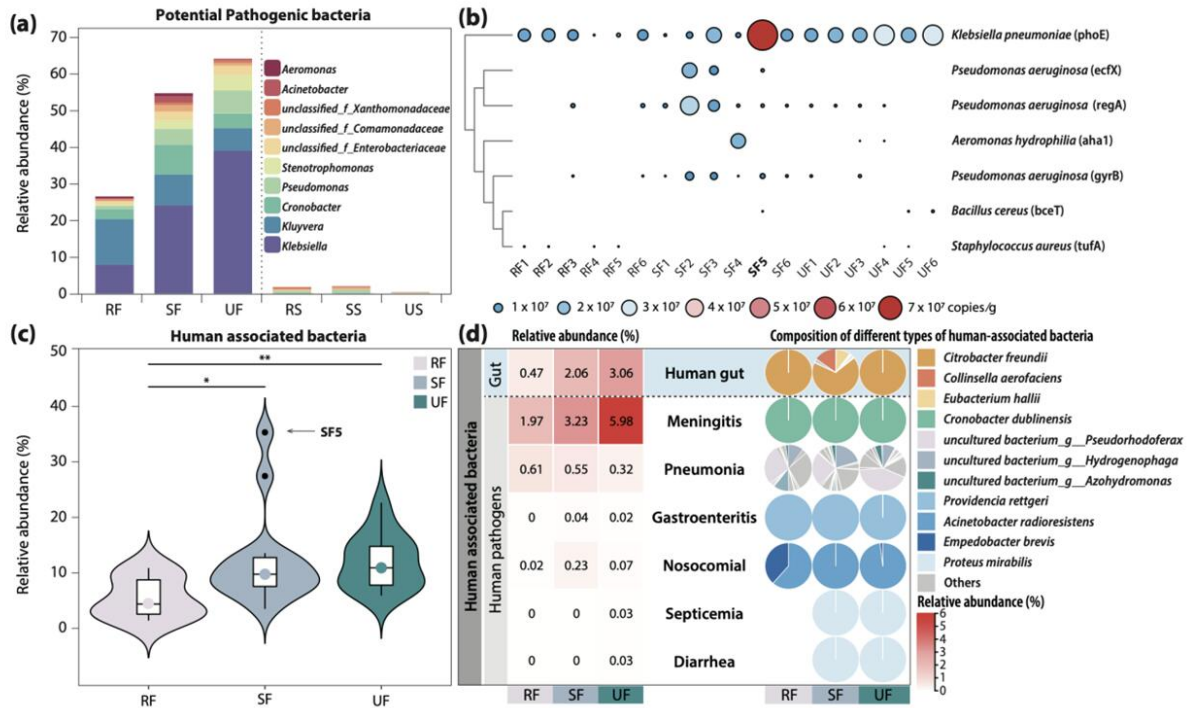 (a)
Potential Pathogenic bacteria
Relative abundance (%)
70
60
50
40
30
20
10
0
Aeromonas
Acinetobacter
unclassified_f_Xanthomonadaceae
unclassified_f_Comamonadaceae
unclassified_f_Enterobacteriaceae
Stenotrophomonas
Pseudomonas
Cronobacter
Kluyvera
Klebsiella
RF SF UF RS SS US
(b)
Klebsiella pneumoniae (phoE)
Pseudomonas aeruginosa (ecfX)
Pseudomonas aeruginosa (regA)
Aeromonas hydrophilia (aha1)
Pseudomonas aeruginosa (gyrB)
Bacillus cereus (bceT)
Staphylococcus aureus (tufA)
RF1 RF2 RF3 RF4 RF5 RF6 SF1 SF2 SF3 SF4 SF5 SF6 UF1 UF2 UF3 UF4 UF5 UF6
1 x 10⁷ 2 x 10⁷ 3 x 10⁷ 4 x 10⁷ 5 x 10⁷ 6 x 10⁷ 7 x 10⁷ copies/g
(c)
Human associated bacteria
Relative abundance (%)
50
40
30
20
10
0
**
*
SF5
RF
SF
UF
RF SF UF
(d)
Relative abundance (%)
Composition of different types of human-associated bacteria
Human associated bacteria
Gut
Human pathogens
0.47 2.06 3.06 Human gut
1.97 3.23 5.98 Meningitis
0.61 0.55 0.32 Pneumonia
0 0.04 0.02 Gastroenteritis
0.02 0.23 0.07 Nosocomial
0 0 0.03 Septicemia
0 0 0.03 Diarrhea
RF SF UF
RF SF UF
Citrobacter freundii
Collinsella aerofaciens
Eubacterium hallii
Cronobacter dublinensis
uncultured bacterium_g__Pseudorhodoferax
uncultured bacterium_g__Hydrogenophaga
uncultured bacterium_g__Azohydromonas
Providencia rettgeri
Acinetobacter radioresistens
Empedobacter brevis
Proteus mirabilis
Others
Relative abundance (%)
6
5
4
3
2
1
0